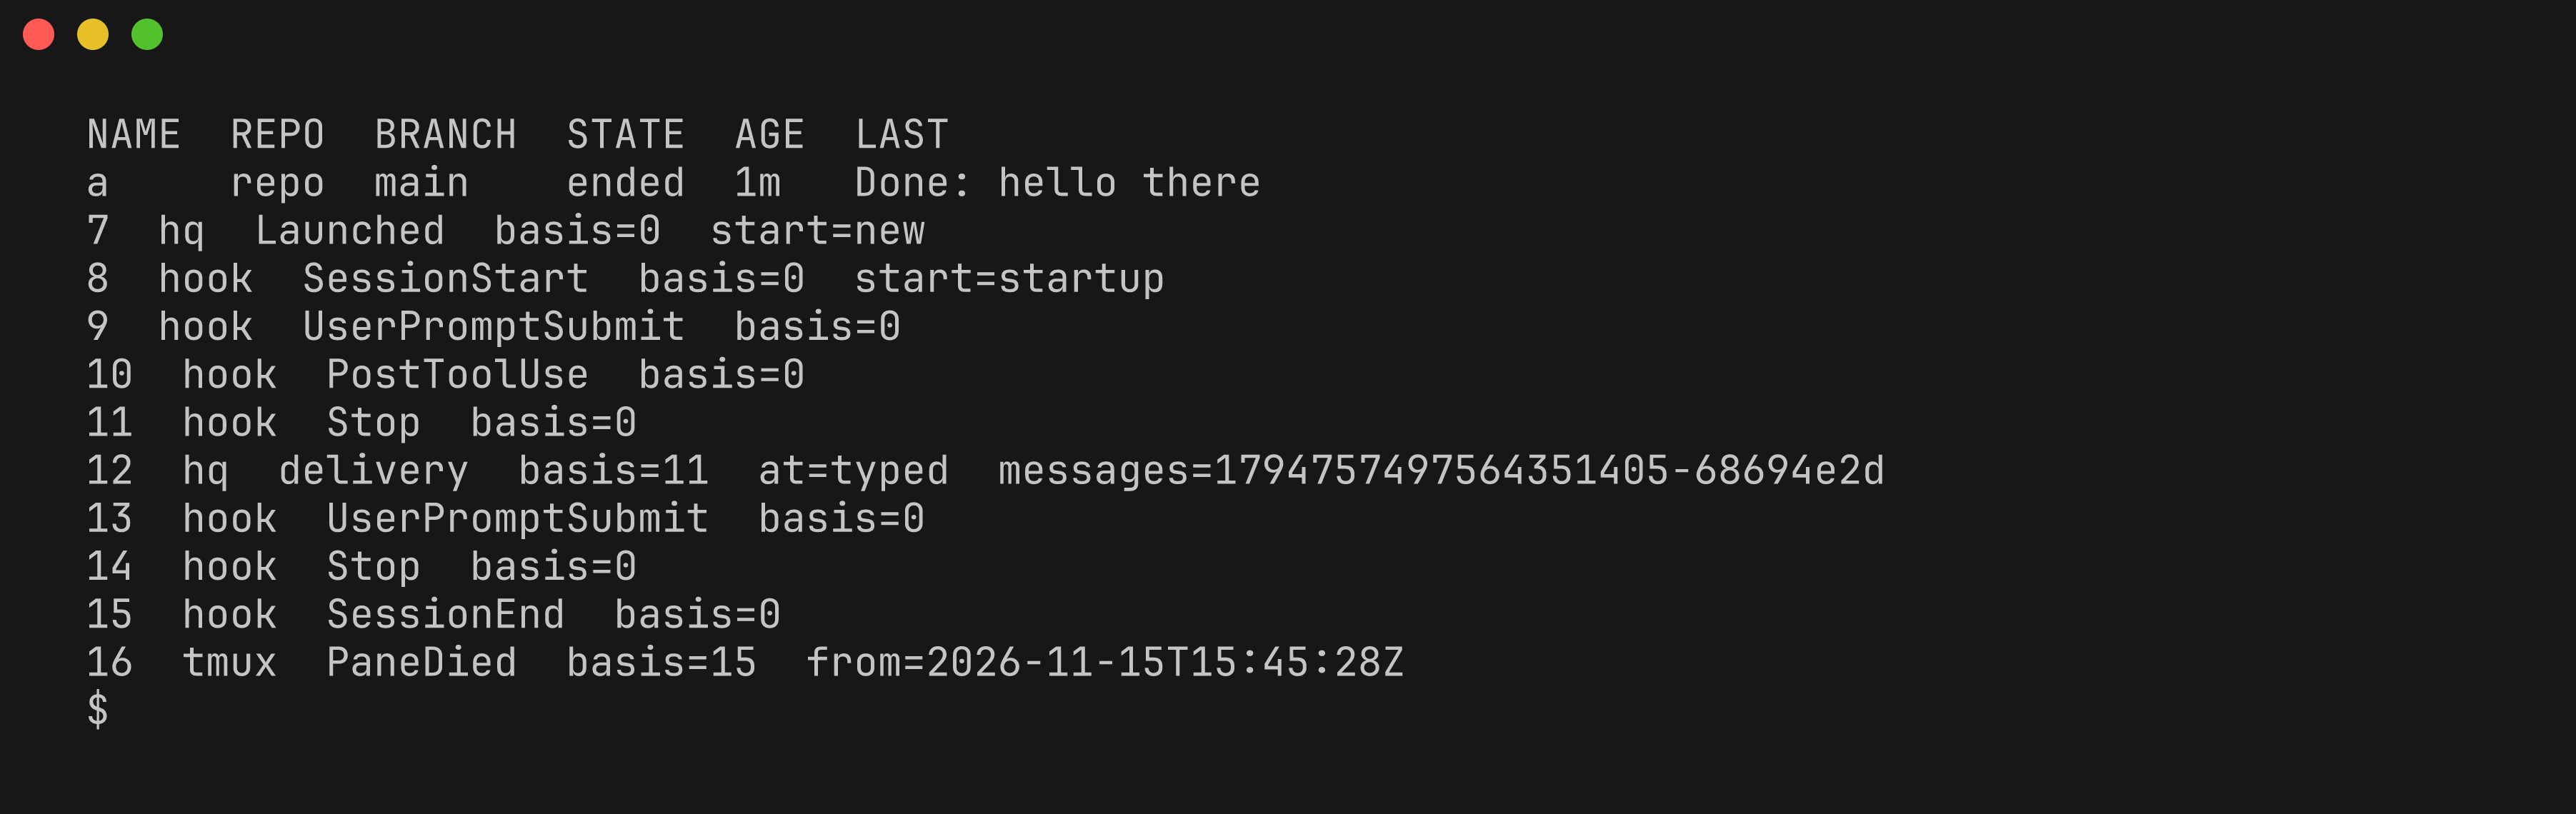 NAME  REPO  BRANCH  STATE  AGE  LAST
a     repo  main    ended  1m   Done: hello there
7  hq  Launched  basis=0  start=new
8  hook  SessionStart  basis=0  start=startup
9  hook  UserPromptSubmit  basis=0
10  hook  PostToolUse  basis=0
11  hook  Stop  basis=0
12  hq  delivery  basis=11  at=typed  messages=1794757497564351405-68694e2d
13  hook  UserPromptSubmit  basis=0
14  hook  Stop  basis=0
15  hook  SessionEnd  basis=0
16  tmux  PaneDied  basis=15  from=2026-11-15T15:45:28Z
$